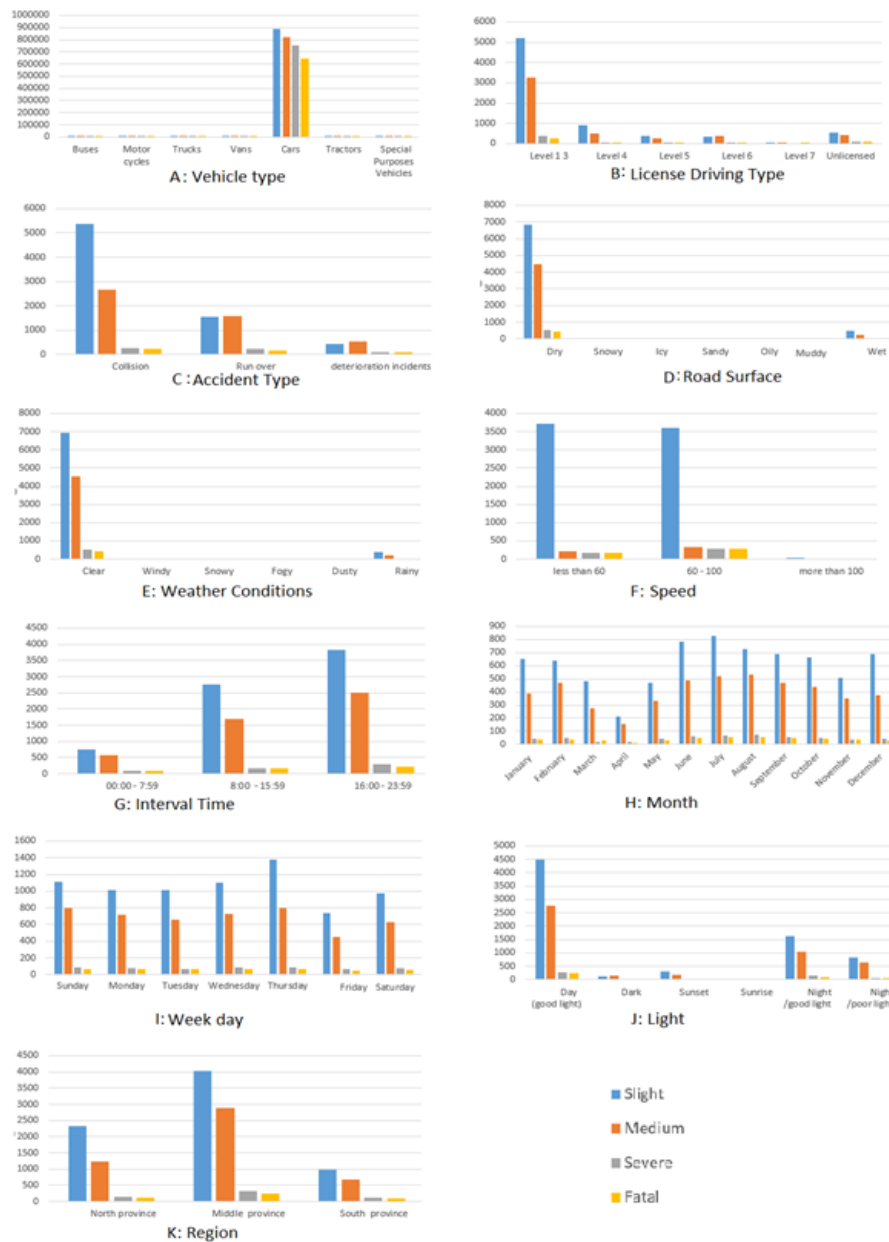 1000000
900000
800000
700000
600000
500000
400000
300000
200000
100000
0
Buses
Motor
cycles
Trucks
Vans
Cars
Tractors
Special
Purposes
Vehicles
A: Vehicle type
6000
5000
4000
3000
2000
1000
0
Level 1 3
Level 4
Level 5
Level 6
Level 7
Unlicensed
B: License Driving Type
6000
5000
4000
3000
2000
1000
0
Collision
Run over
deterioration incidents
C :Accident Type
8000
7000
6000
5000
4000
3000
2000
1000
0
Dry
Snowy
Icy
Sandy
Oily
Muddy
Wet
D:Road Surface
8000
7000
6000
5000
4000
3000
2000
1000
0
Clear
Windy
Snowy
Fogy
Dusty
Rainy
E: Weather Conditions
4000
3500
3000
2500
2000
1500
1000
500
0
less than 60
60 - 100
more than 100
F: Speed
4500
4000
3500
3000
2500
2000
1500
1000
500
0
00:00 - 7:59
8:00 - 15:59
16:00 - 23:59
G: Interval Time
900
800
700
600
500
400
300
200
100
0
January
February
March
April
May
June
July
August
September
October
November
December
H: Month
1600
1400
1200
1000
800
600
400
200
0
Sunday
Monday
Tuesday
Wednesday
Thursday
Friday
Saturday
I: Week day
5000
4500
4000
3500
3000
2500
2000
1500
1000
500
0
Day
(good light)
Dark
Sunset
Sunrise
Night
/good light
Nigh
/poor ligh
J: Light
4500
4000
3500
3000
2500
2000
1500
1000
500
0
North province
Middle province
South province
K: Region
Slight
Medium
Severe
Fatal